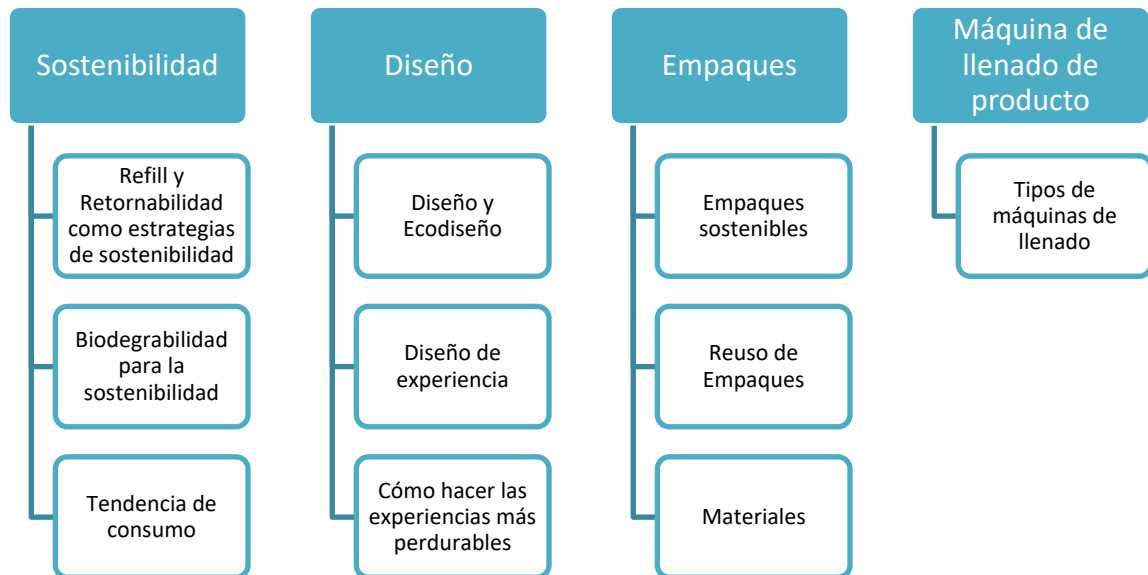 Sostenibilidad
Refill y
Retornabilidad
como estrategias
de sostenibilidad
Biodegrabilidad
para la
sostenibilidad
Tendencia de
consumo
Diseño
Diseño y
Ecodiseño
Diseño de
experiencia
Cómo hacer las
experiencias más
perdurables
Empaques
Empaques
sostenibles
Reuso de
Empaques
Materiales
Máquina de
llenado de
producto
Tipos de
máquinas de
llenado